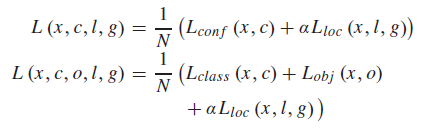 L (x, c, l, g) = 1/N (L_conf (x, c) + αL_loc (x, l, g))
L (x, c, o, l, g) = 1/N (L_class (x, c) + L_obj (x, o)
+ αL_loc (x, l, g))